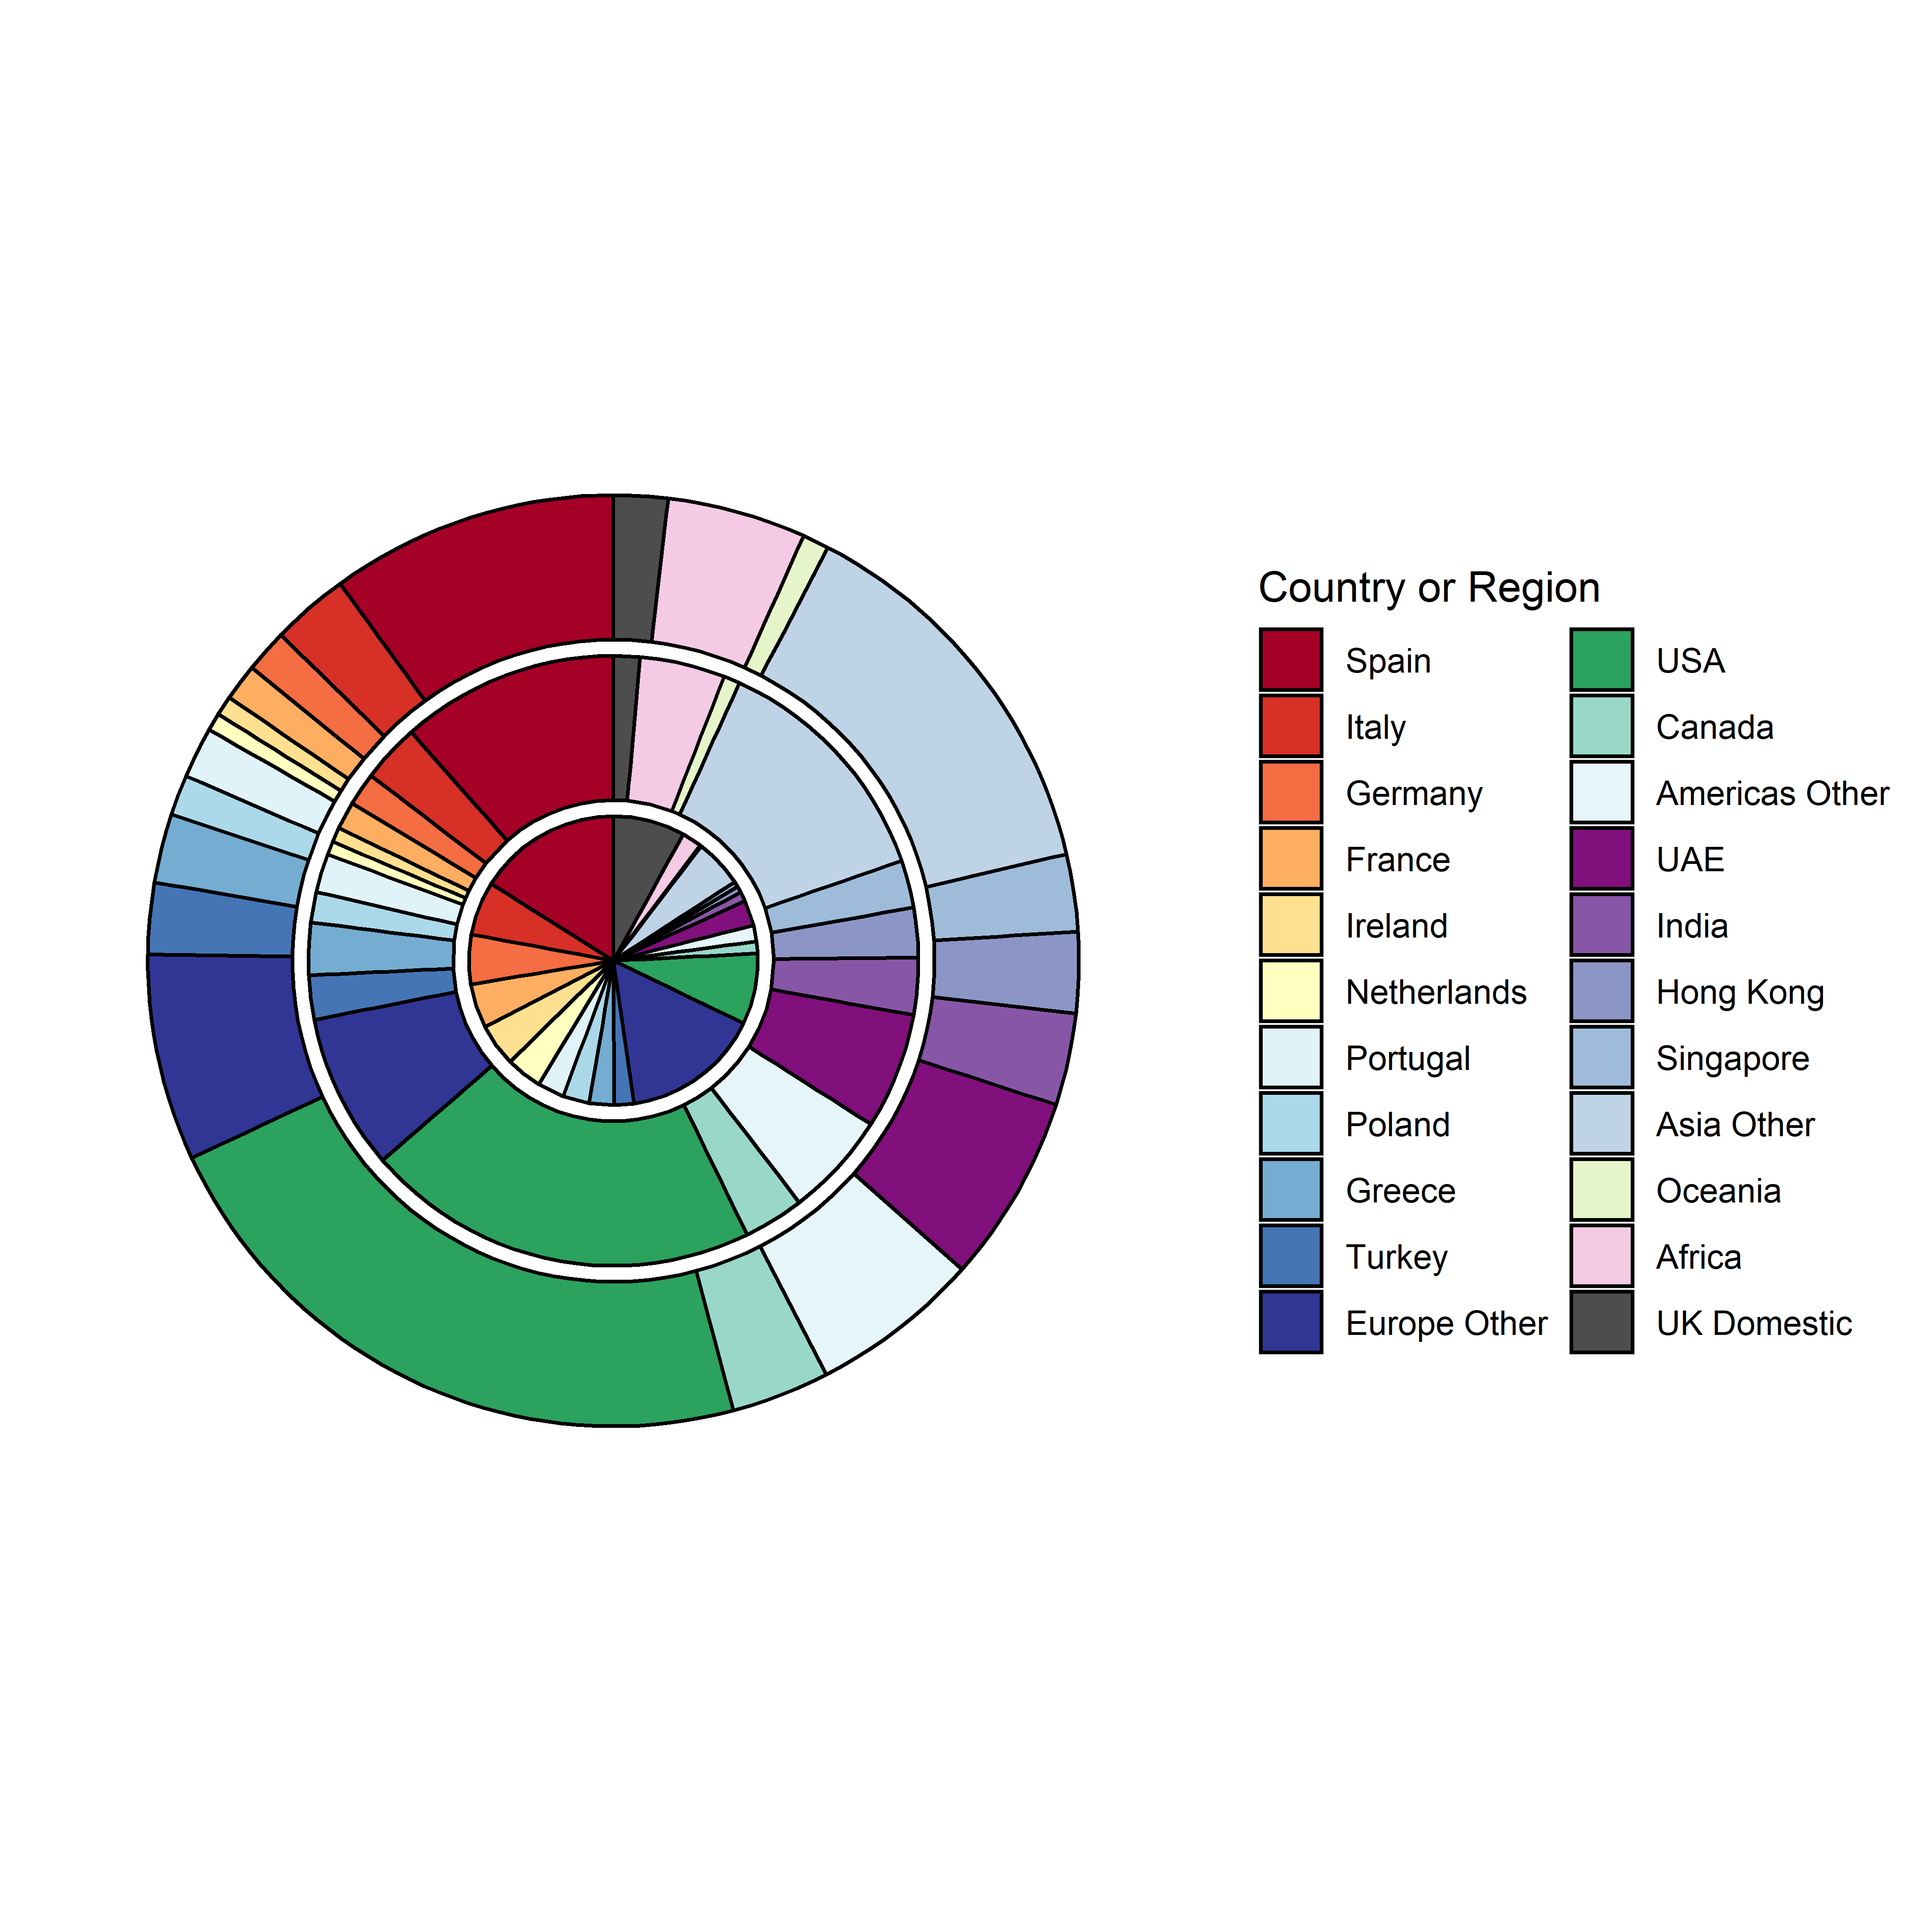 Country or Region
Spain
Italy
Germany
France
Ireland
Netherlands
Portugal
Poland
Greece
Turkey
Europe Other
USA
Canada
Americas Other
UAE
India
Hong Kong
Singapore
Asia Other
Oceania
Africa
UK Domestic